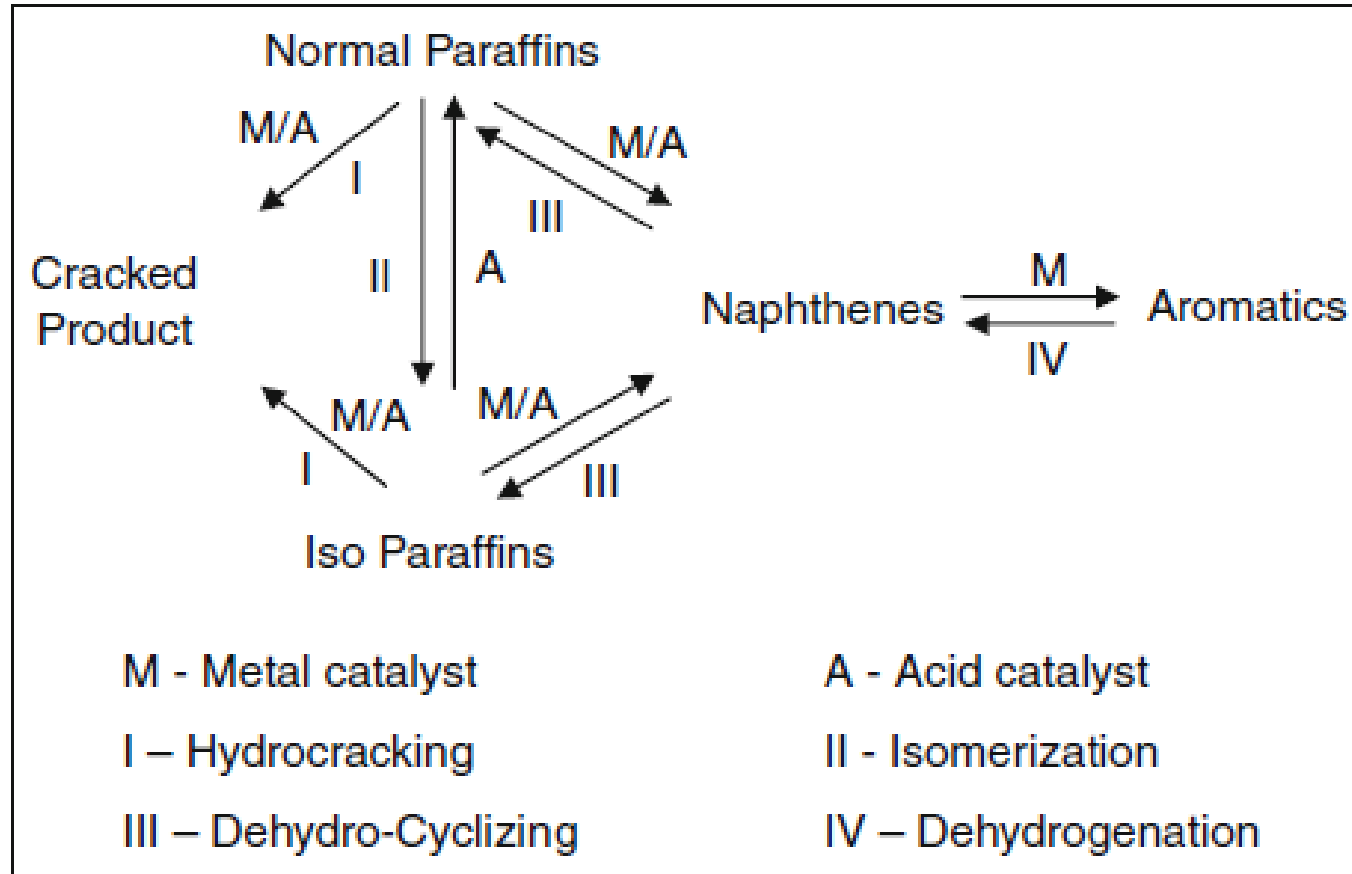 Normal Paraffins
M/A
M/A
I
III
Cracked
Product
II
A
Naphthenes
M
Aromatics
IV
M/A
M/A
I
III
Iso Paraffins
M - Metal catalyst
A - Acid catalyst
I – Hydrocracking
II - Isomerization
III – Dehydro-Cyclizing
IV – Dehydrogenation